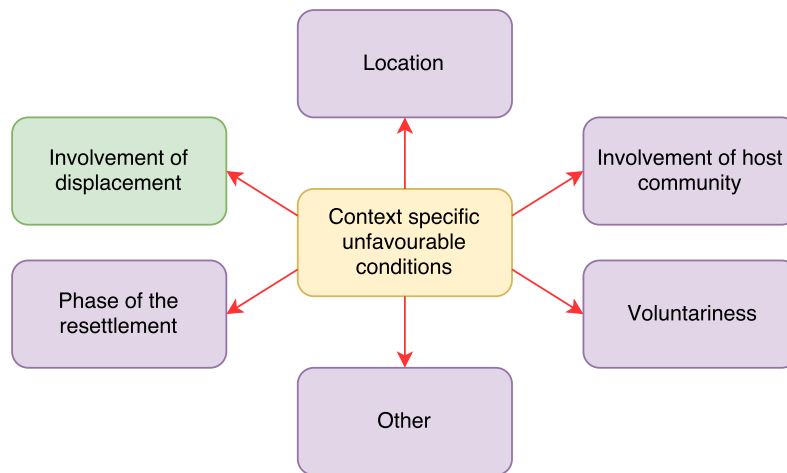 Location
Involvement of
displacement
Involvement of host
community
Context specific
unfavourable
conditions
Phase of the
resettlement
Voluntariness
Other